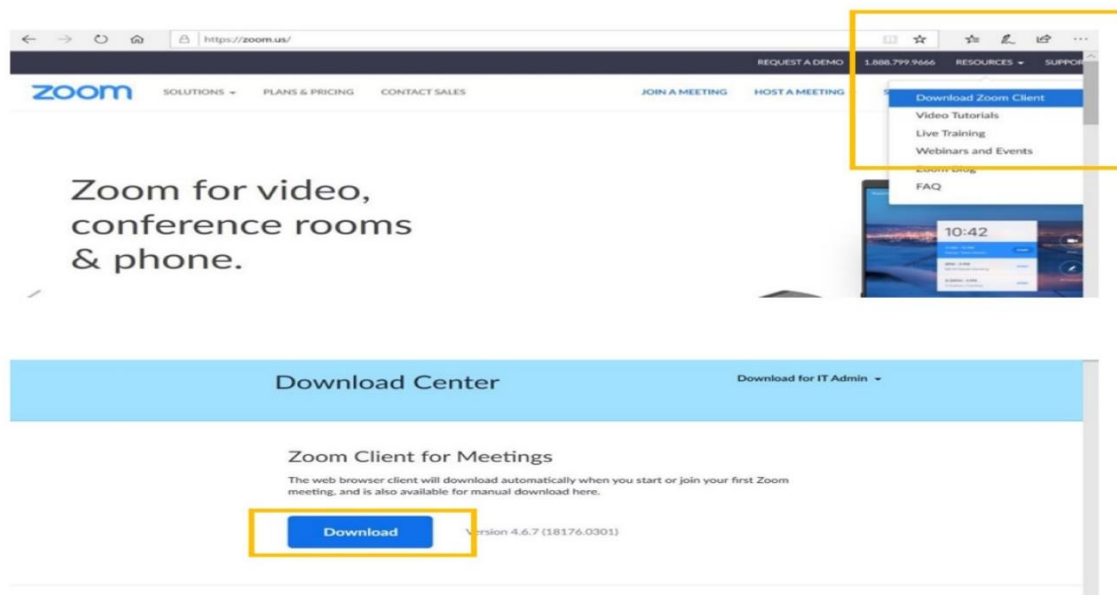 https://zoom.us/
REQUEST A DEMO 1.888.799.9666 RESOURCES SUPPOR
zoom SOLUTIONS PLANS & PRICING CONTACT SALES JOIN A MEETING HOST A MEETING
Download Zoom Client
Video Tutorials
Live Training
Webinars and Events
Zoom Blog
FAQ
Zoom for video,
conference rooms
& phone.
10:42
Download Center Download for IT Admin
Zoom Client for Meetings
The web browser client will download automatically when you start or join your first Zoom
meeting, and is also available for manual download here.
Download Version 4.6.7 (18176.0301)